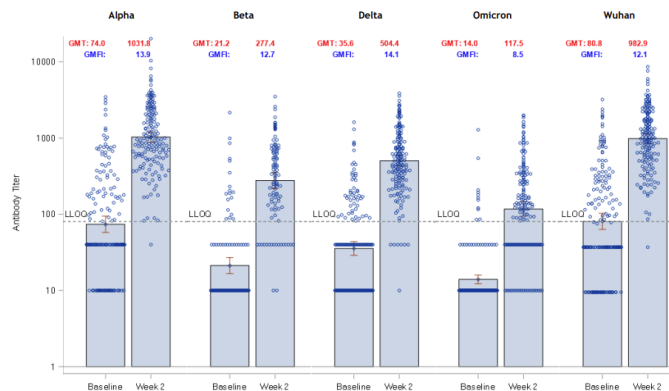 Alpha Beta Delta Omicron Wuhan
GMT: 74.0 1031.8 GMT: 21.2 277.4 GMT: 35.6 504.4 GMT: 14.0 117.5 GMT: 80.8 982.9
GMFI: 13.9 GMFI: 12.7 GMFI: 14.1 GMFI: 8.5 GMFI: 12.1
10000
1000
Antibody Titer
LLOQ LLOQ LLOQ LLOQ LLOQ
100
10
1
Baseline Week 2 Baseline Week 2 Baseline Week 2 Baseline Week 2 Baseline Week 2